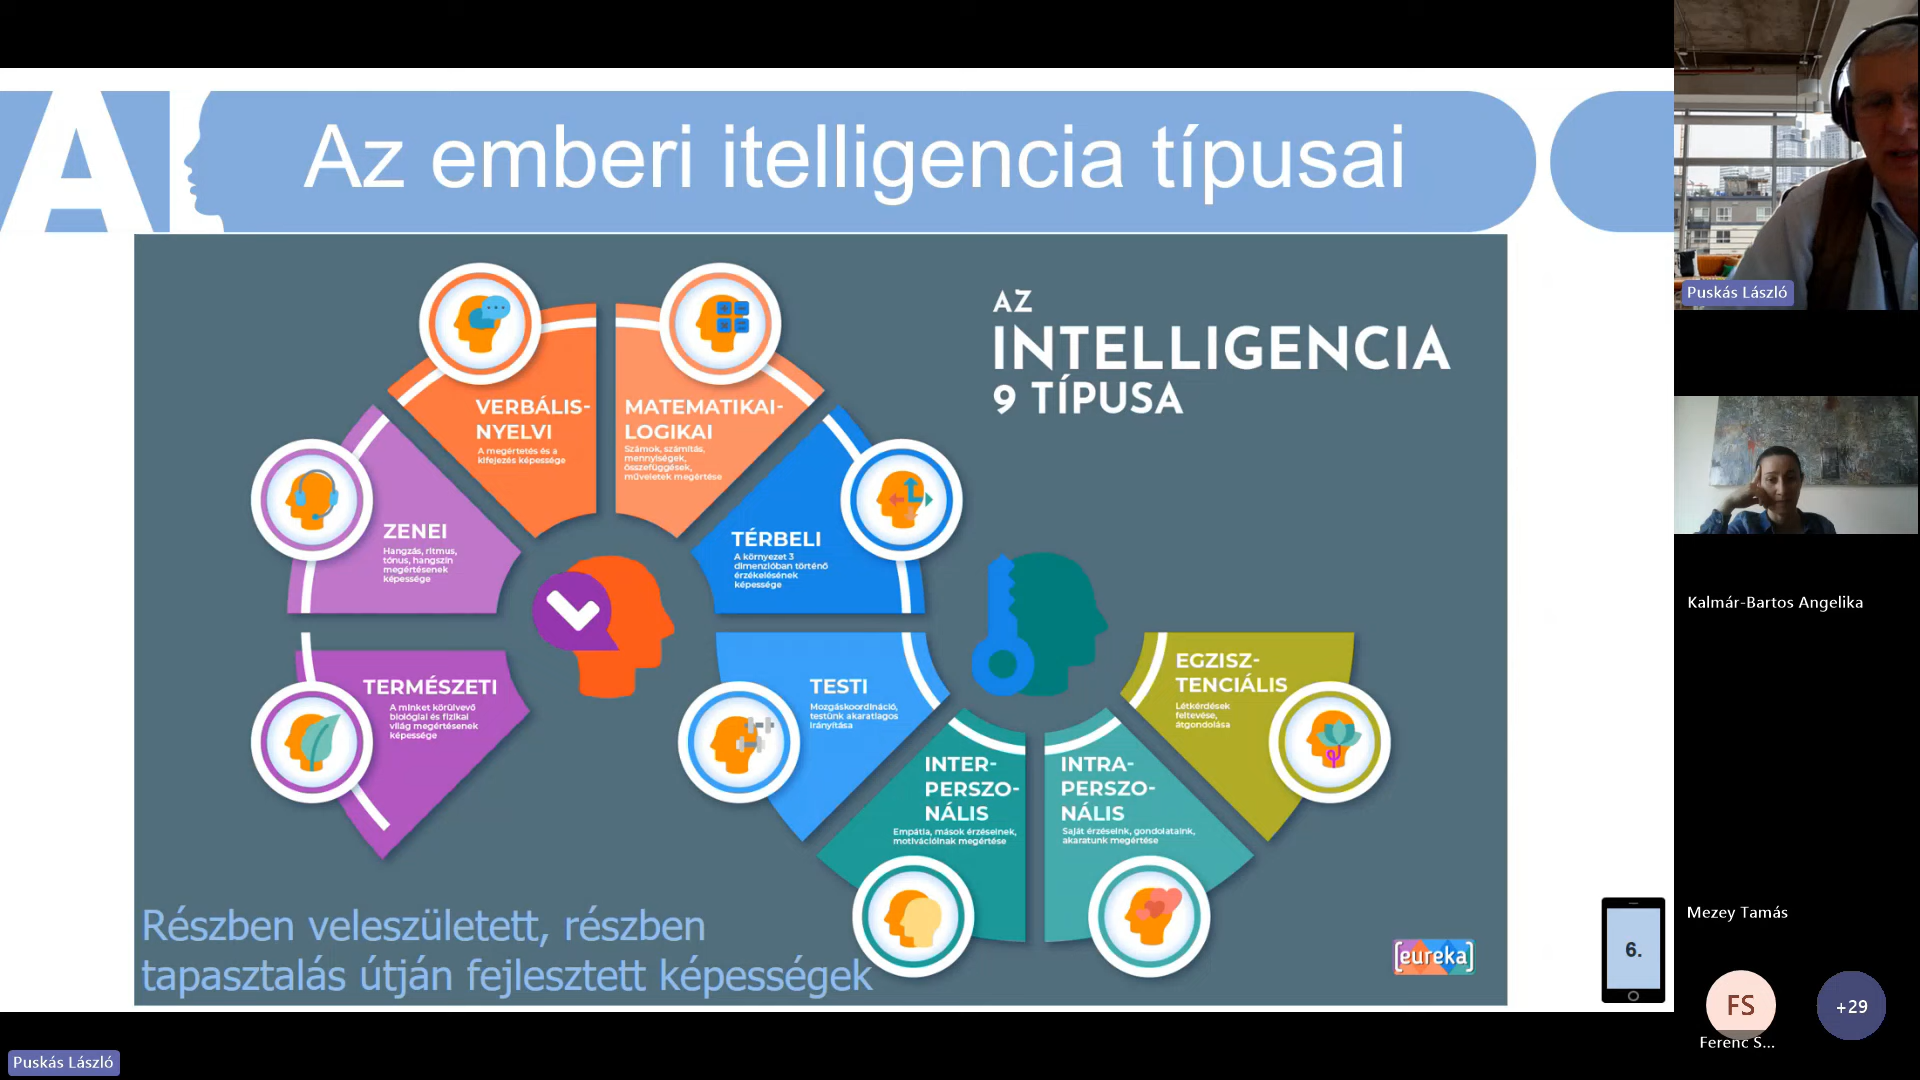 Az emberi itelligencia típusai
AZ
INTELLIGENCIA
9 TÍPUSA
VERBÁLIS-
NYELVI
A megértetés és a
kifejezés képessége
MATEMATIKAI-
LOGIKAI
Számok, számítás,
mennyiségek,
összefüggések,
műveletek megértése
ZENEI
Hangzás, ritmus,
tónus, hangszín
megértésenek
képessége
TÉRBELI
A környezet 3
dimenzióban történő
érzékelésének
képessége
TERMÉSZETI
A minket körülvevő
biológiai és fizikai
világ megértésenek
képessége
TESTI
Mozgáskoordináció,
testünk akaratlagos
irányítása
INTER-
PERSZO-
NÁLIS
Empátia, mások érzéseinek,
motivációinak megértése
INTRA-
PERSZO-
NÁLIS
Saját érzéseink, gondolataink,
akaratunk megértése
EGZISZ-
TENCIÁLIS
Létkérdések
feltevése,
átgondolása
Részben veleszületett, részben
tapasztalás útján fejlesztett képességek
[eureka]
6.
Puskás László
Puskás László
Kalmár-Bartos Angelika
Mezey Tamás
FS
Ferenc S...
+29